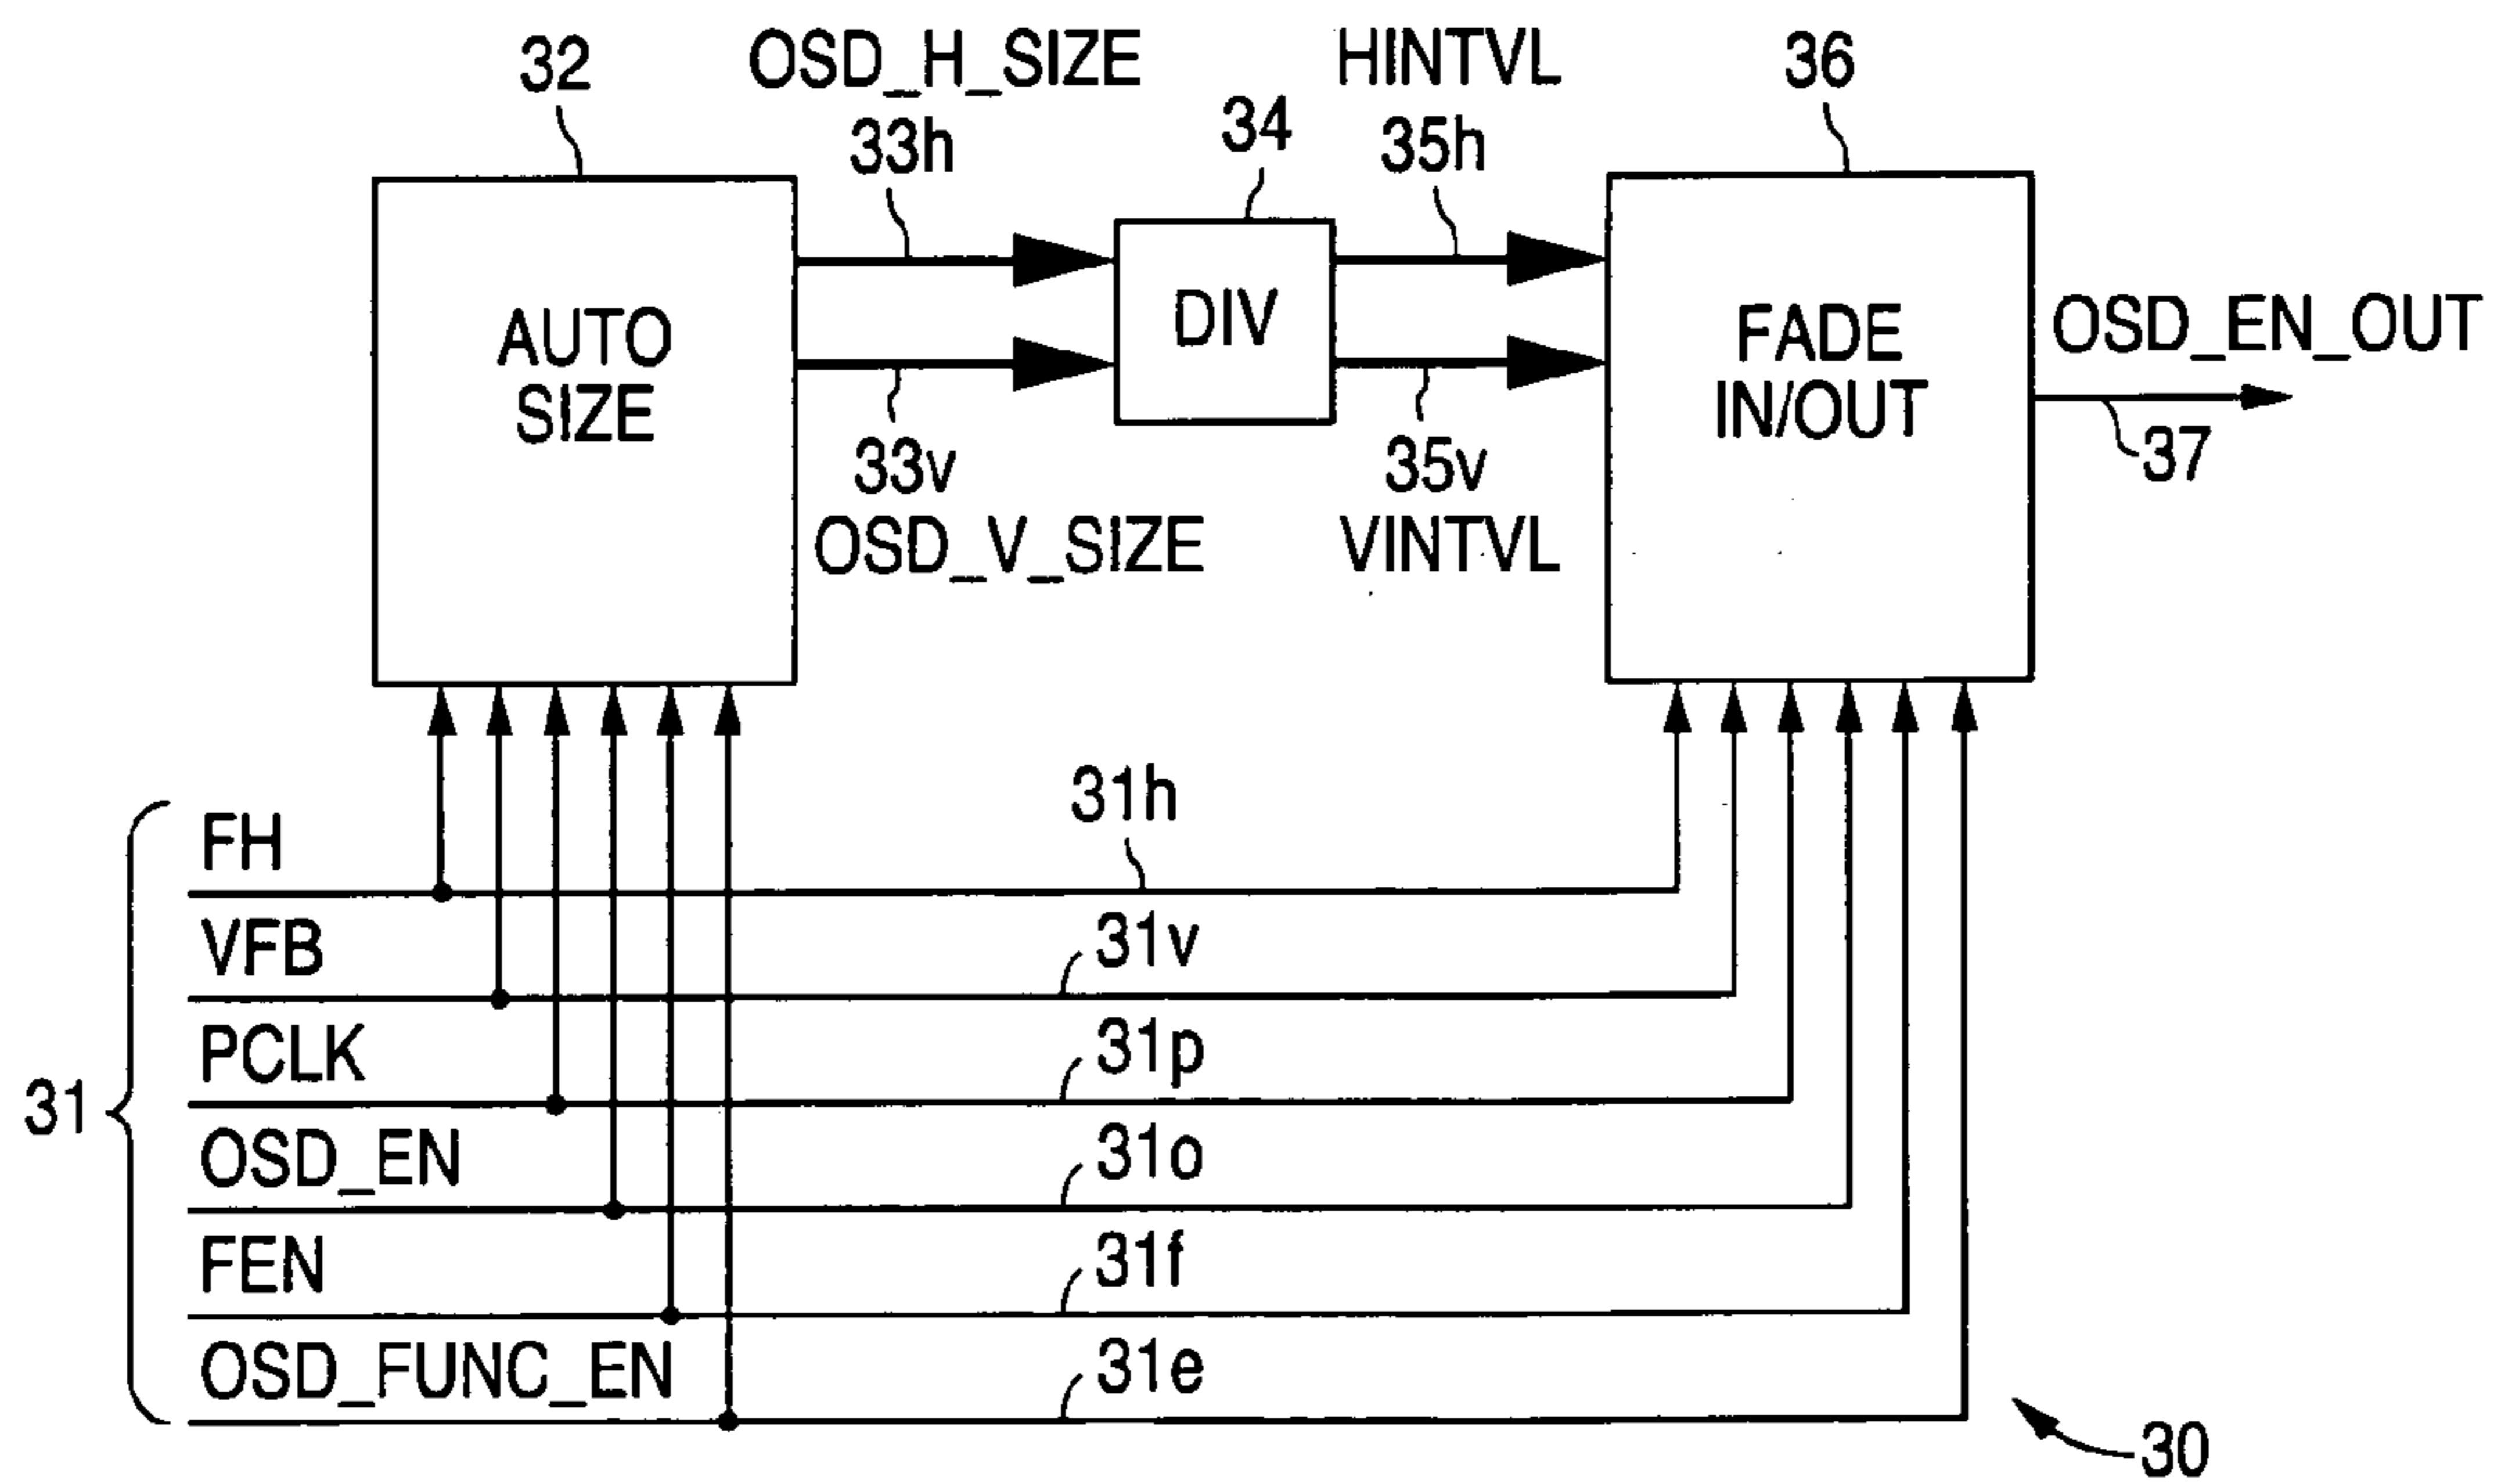 32
OSD_H_SIZE
33h
34
HINTVL
35h
36
AUTO
SIZE
DIV
FADE
IN/OUT
OSD_EN_OUT
37
33v
OSD_V_SIZE
35v
VINTVL
31
FH
31h
VFB
31v
PCLK
31p
OSD_EN
31o
FEN
31f
OSD_FUNC_EN
31e
30